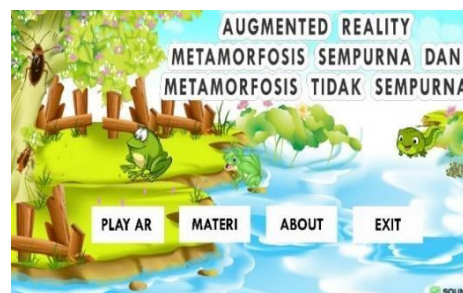 AUGMENTED REALITY
METAMORFOSIS SEMPURNA DAN
METAMORFOSIS TIDAK SEMPURNA
PLAY AR
MATERI
ABOUT
EXIT